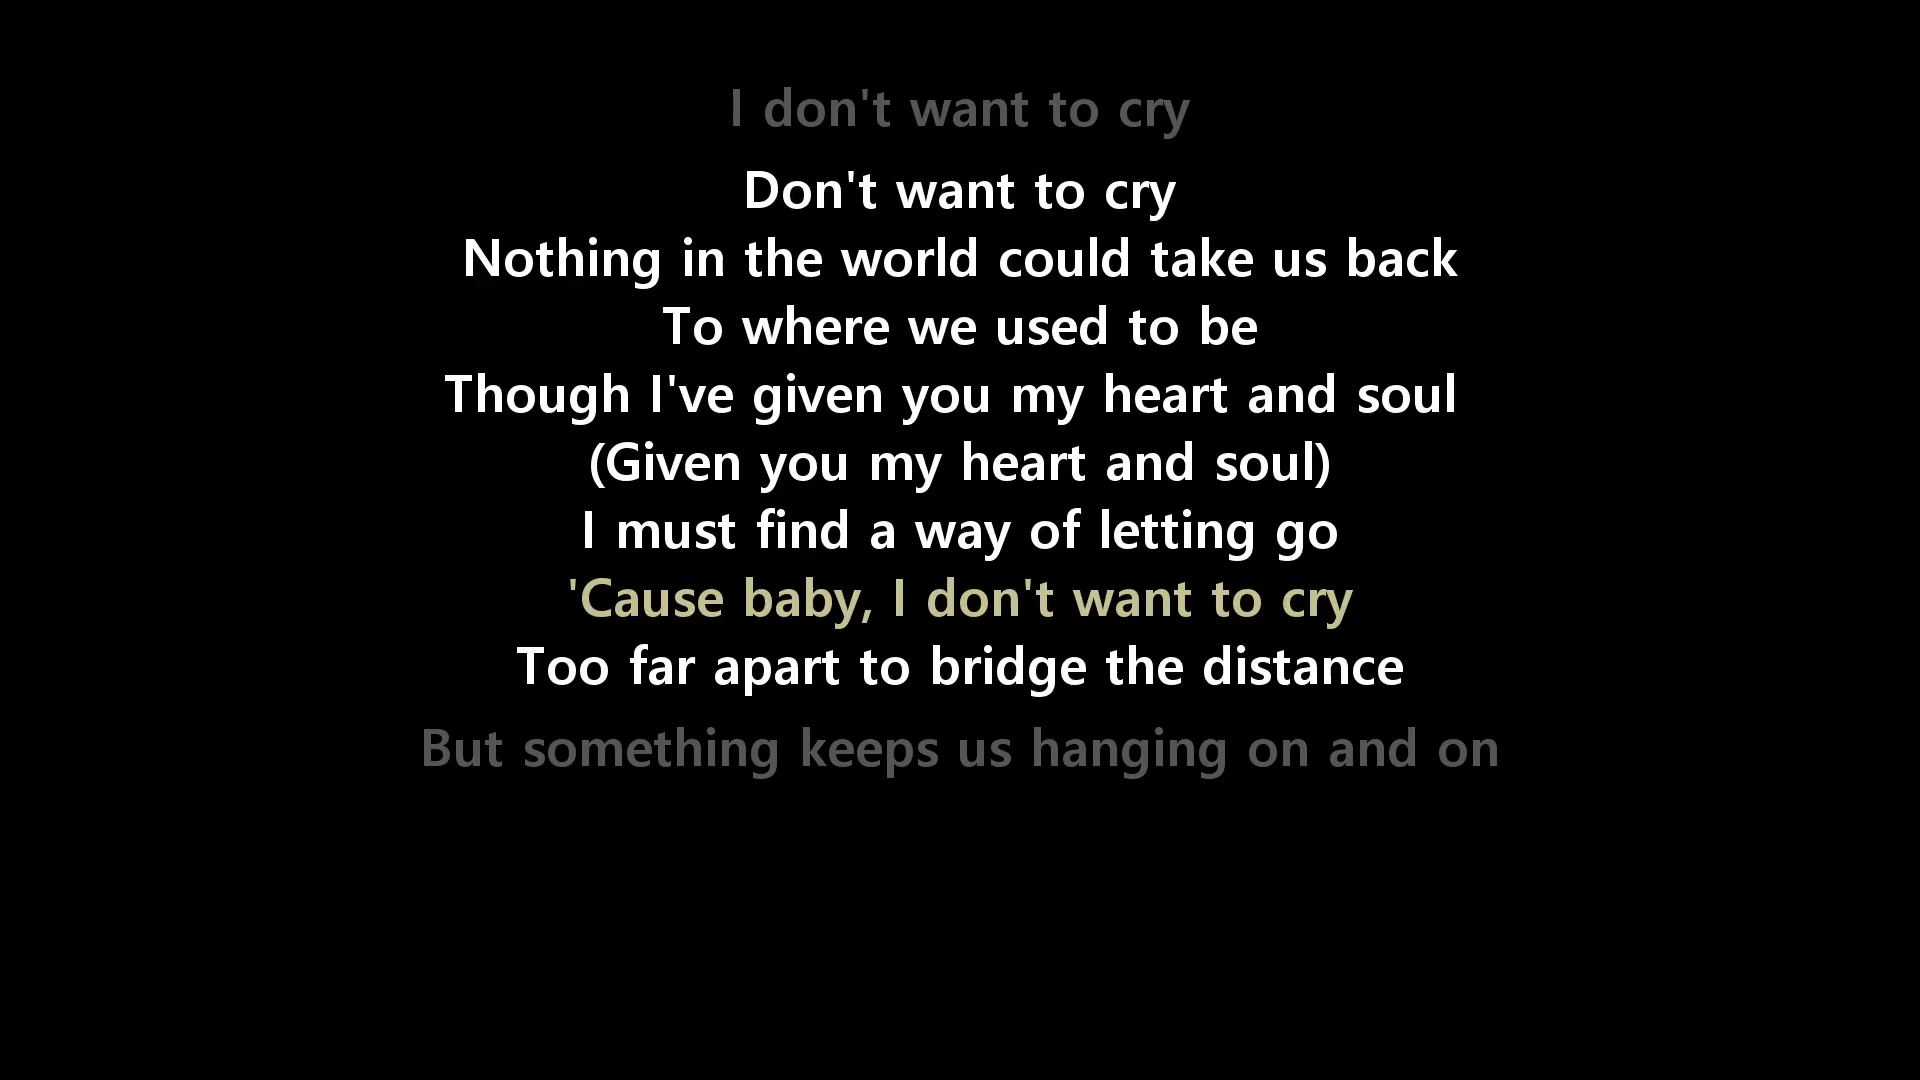 I don't want to cry
Don't want to cry
Nothing in the world could take us back
To where we used to be
Though I've given you my heart and soul
(Given you my heart and soul)
I must find a way of letting go
'Cause baby, I don't want to cry
Too far apart to bridge the distance
But something keeps us hanging on and on